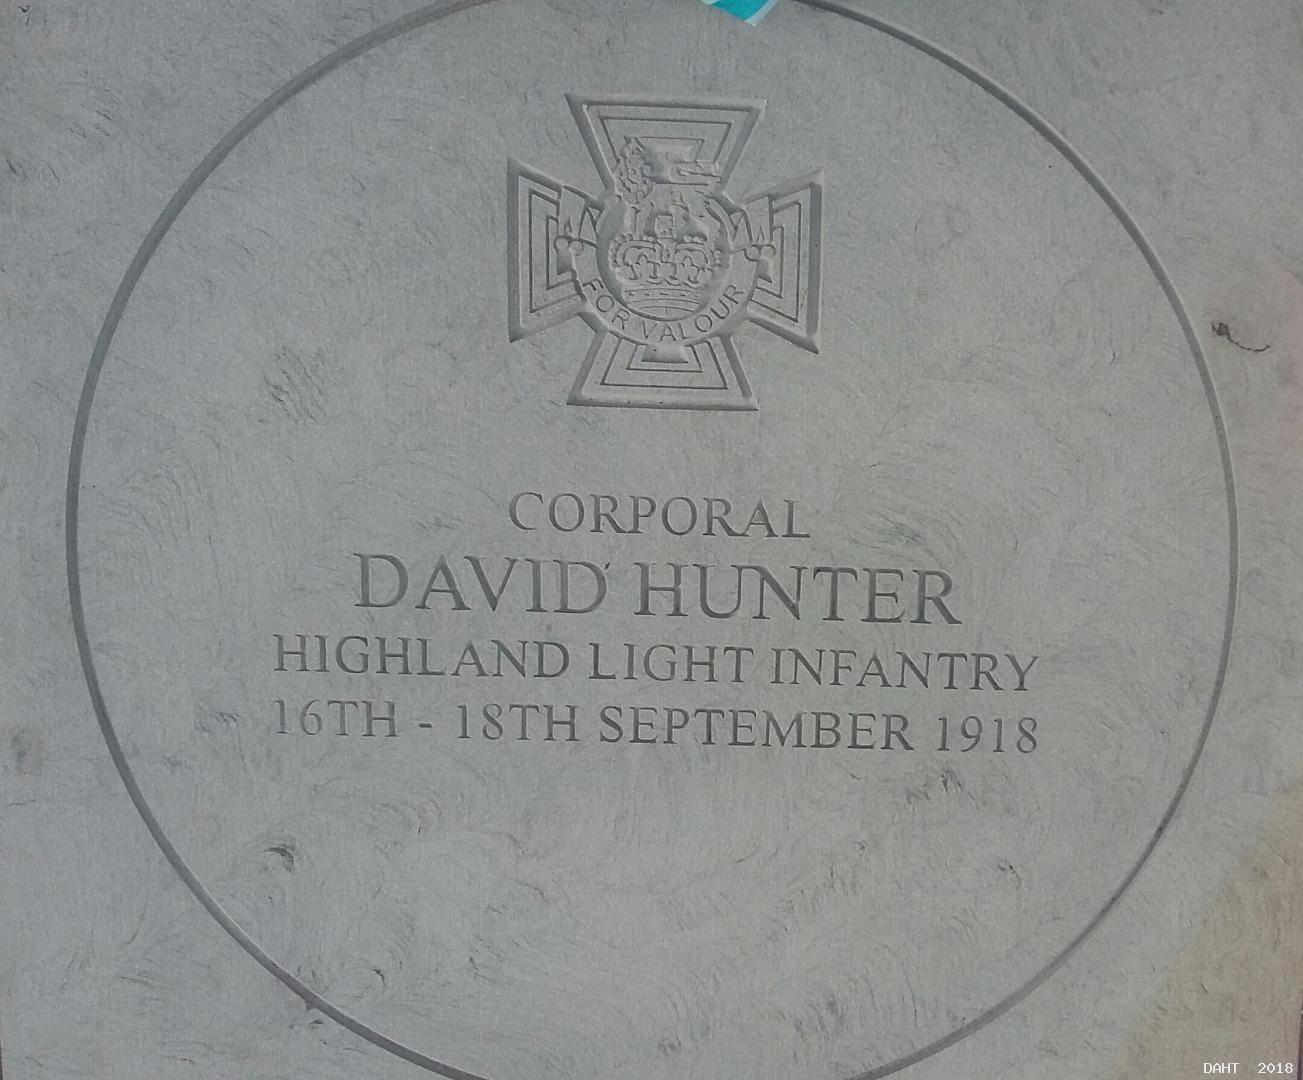 FOR VALOUR
CORPORAL
DAVID HUNTER
HIGHLAND LIGHT INFANTRY
16TH - 18TH SEPTEMBER 1918
DAHT 2018